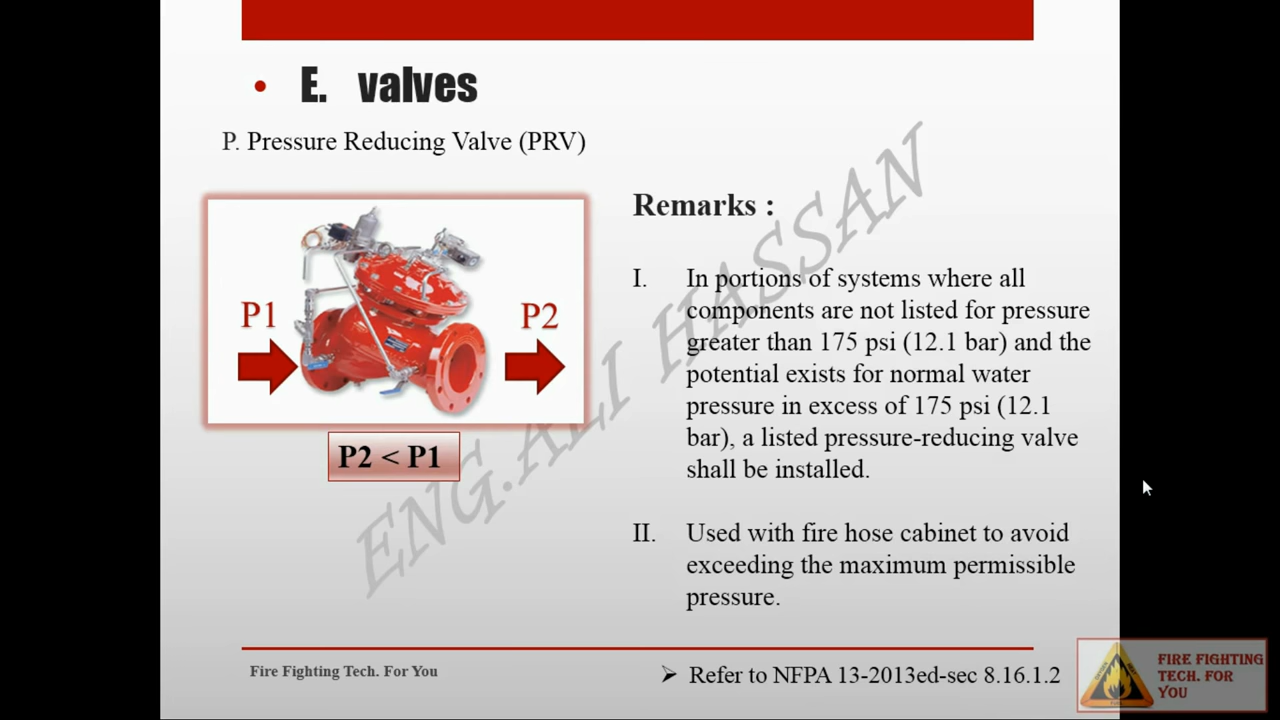 • E. valves
P. Pressure Reducing Valve (PRV)
P1
P2
P2 < P1
Remarks :
I. In portions of systems where all
components are not listed for pressure
greater than 175 psi (12.1 bar) and the
potential exists for normal water
pressure in excess of 175 psi (12.1
bar), a listed pressure-reducing valve
shall be installed.
II. Used with fire hose cabinet to avoid
exceeding the maximum permissible
pressure.
ENG.ALI HASSAN
Fire Fighting Tech. For You
➢ Refer to NFPA 13-2013ed-sec 8.16.1.2
FIRE FIGHTING
TECH. FOR
YOU